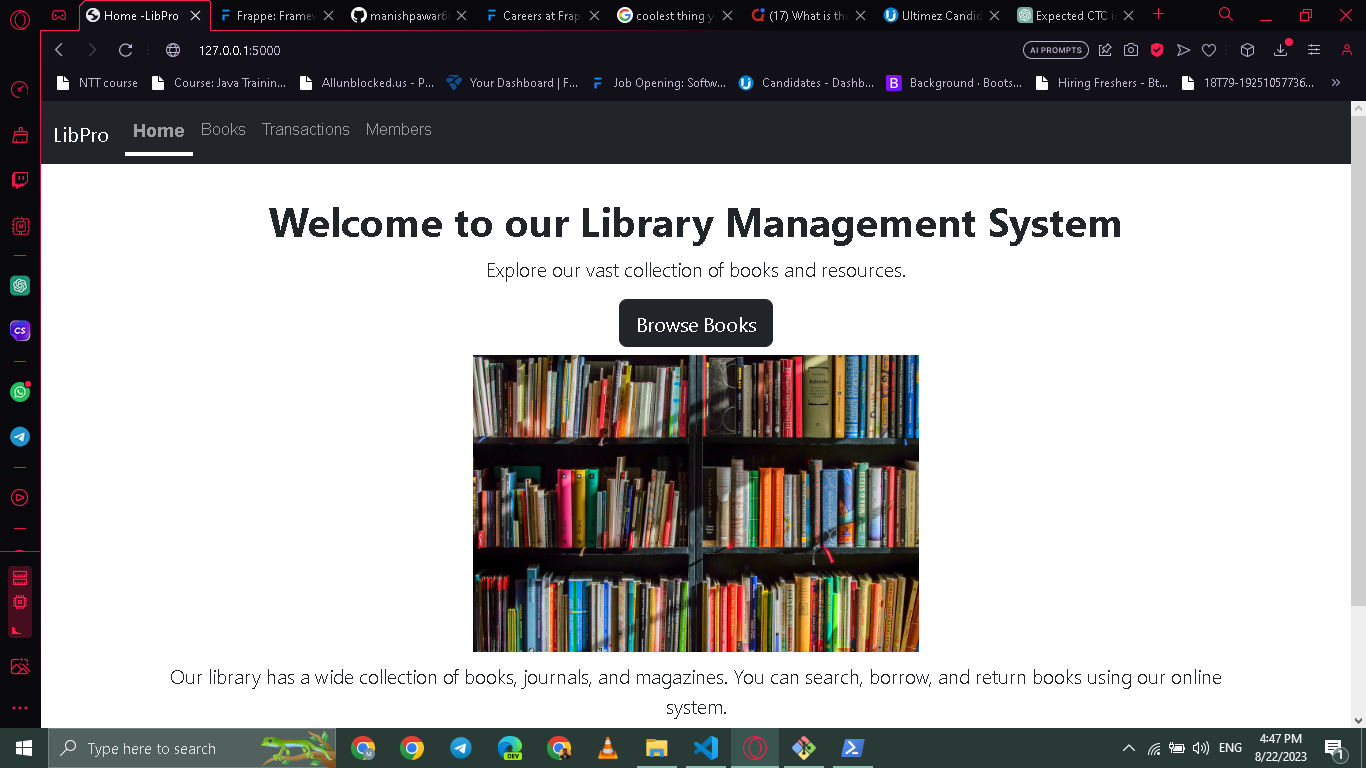 Home -LibPro
Frappe: Framew
manishpawar
Careers at Frap
coolest thing y
(17) What is the
Ultimez Candid
Expected CTC i
127.0.0.1:5000
AI PROMPTS
NTT course
Course: Java Trainin...
Allunblocked.us - P...
Your Dashboard | F...
Job Opening: Softw...
Candidates - Dashb...
Background · Boots...
Hiring Freshers - Bt...
18T79-19251057736...
LibPro
Home
Books
Transactions
Members
Welcome to our Library Management System
Explore our vast collection of books and resources.
Browse Books
Our library has a wide collection of books, journals, and magazines. You can search, borrow, and return books using our online
system.
CS
Type here to search
DEV
ENG
4:47 PM
8/22/2023
1